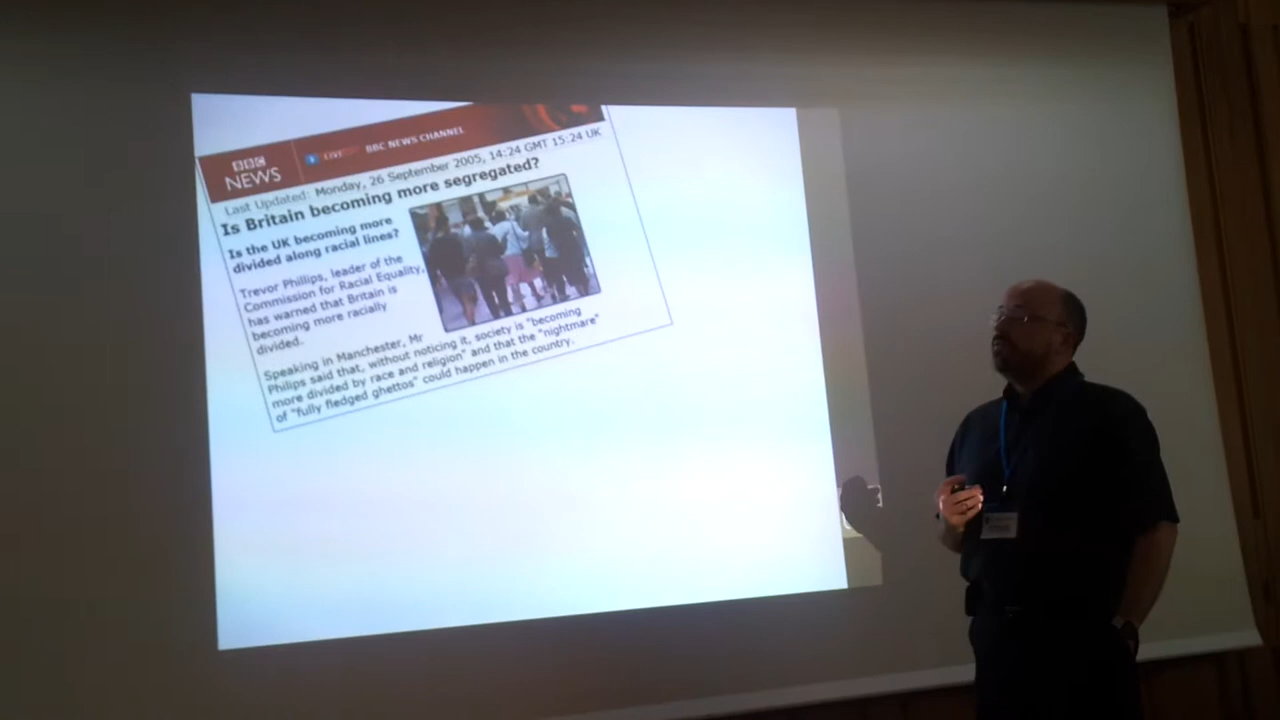 BBC
NEWS
LIVE
BBC NEWS CHANNEL
Last Updated: Monday, 26 September 2005, 14:24 GMT 15:24 UK
Is Britain becoming more segregated?
Is the UK becoming more
divided along racial lines?
Trevor Phillips, leader of the
Commission for Racial Equality,
has warned that Britain is
becoming more racially
divided.
Speaking in Manchester, Mr
Philips said that, without noticing it, society is "becoming
more divided by race and religion" and that the "nightmare"
of "fully fledged ghettos" could happen in the country.